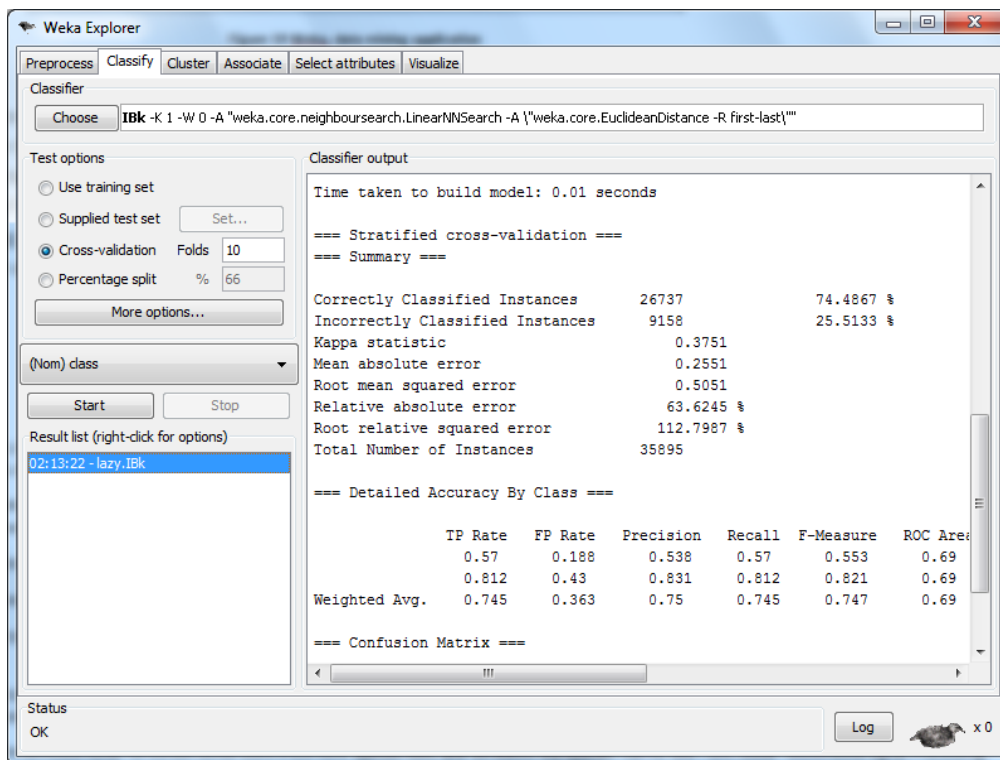 Weka Explorer
Preprocess Classify Cluster Associate Select attributes Visualize
Classifier
Choose IBk -K 1 -W 0 -A "weka.core.neighboursearch.LinearNNSearch -A \"weka.core.EuclideanDistance -R first-last\""
Test options
Use training set
Supplied test set Set...
Cross-validation Folds 10
Percentage split % 66
More options...
(Nom) class
Start Stop
Result list (right-click for options)
02:13:22 - lazy.IBk
Classifier output
Time taken to build model: 0.01 seconds
=== Stratified cross-validation ===
=== Summary ===
Correctly Classified Instances 26737 74.4867 %
Incorrectly Classified Instances 9158 25.5133 %
Kappa statistic 0.3751
Mean absolute error 0.2551
Root mean squared error 0.5051
Relative absolute error 63.6245 %
Root relative squared error 112.7987 %
Total Number of Instances 35895
=== Detailed Accuracy By Class ===
TP Rate FP Rate Precision Recall F-Measure ROC Area
0.57 0.188 0.538 0.57 0.553 0.69
0.812 0.43 0.831 0.812 0.821 0.69
Weighted Avg. 0.745 0.363 0.75 0.745 0.747 0.69
=== Confusion Matrix ===
Status
OK
Log
x 0